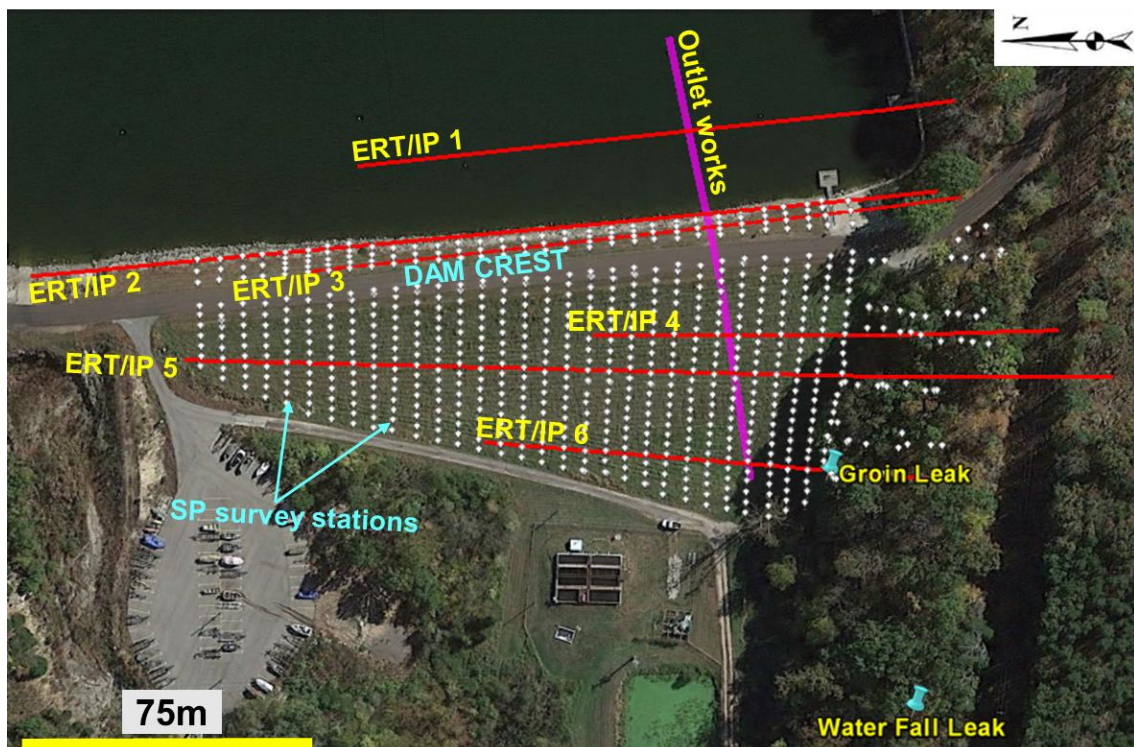 N
Outlet works
ERT/IP 1
ERT/IP 2
ERT/IP 3
DAM CREST
ERT/IP 4
ERT/IP 5
ERT/IP 6
Groin Leak
SP survey stations
75m
Water Fall Leak